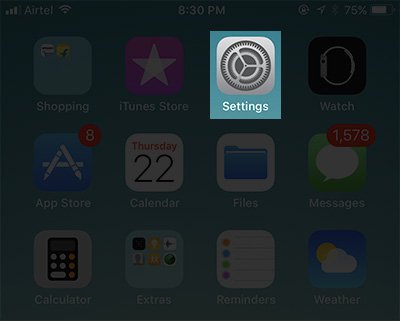 Airtel 8:30 PM 75%
Shopping iTunes Store Settings Watch
8 Thursday 22 1,578
App Store Calendar Files Messages
Calculator Extras Reminders Weather